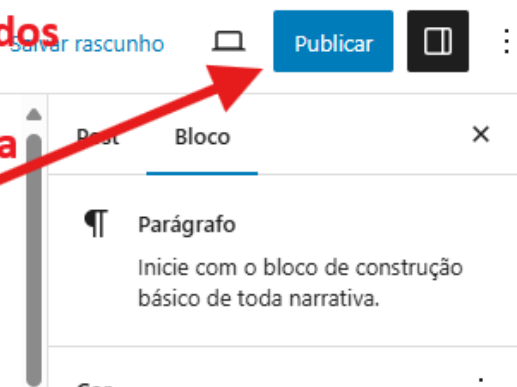 dos
Salvar rascunho
Publicar
a
Post
Bloco
Parágrafo
Inicie com o bloco de construção
básico de toda narrativa.